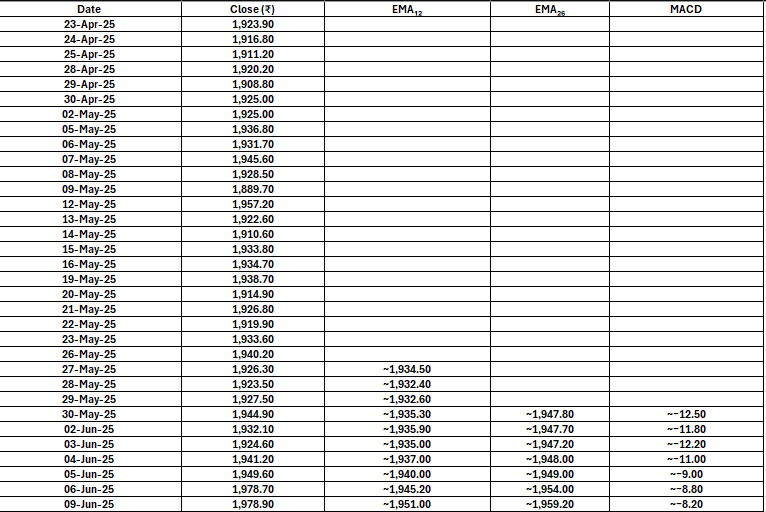 Date Close (₹) EMA12 EMA26 MACD
23-Apr-25 1,923.90
24-Apr-25 1,916.80
25-Apr-25 1,911.20
28-Apr-25 1,920.20
29-Apr-25 1,908.80
30-Apr-25 1,925.00
02-May-25 1,925.00
05-May-25 1,936.80
06-May-25 1,931.70
07-May-25 1,945.60
08-May-25 1,928.50
09-May-25 1,889.70
12-May-25 1,957.20
13-May-25 1,922.60
14-May-25 1,910.60
15-May-25 1,933.80
16-May-25 1,934.70
19-May-25 1,938.70
20-May-25 1,914.90
21-May-25 1,926.80
22-May-25 1,919.90
23-May-25 1,933.60
26-May-25 1,940.20
27-May-25 1,926.30 ~1,934.50
28-May-25 1,923.50 ~1,932.40
29-May-25 1,927.50 ~1,932.60
30-May-25 1,944.90 ~1,935.30 ~1,947.80 ~−12.50
02-Jun-25 1,932.10 ~1,935.90 ~1,947.70 ~−11.80
03-Jun-25 1,924.60 ~1,935.00 ~1,947.20 ~−12.20
04-Jun-25 1,941.20 ~1,937.00 ~1,948.00 ~−11.00
05-Jun-25 1,949.60 ~1,940.00 ~1,949.00 ~−9.00
06-Jun-25 1,978.70 ~1,945.20 ~1,954.00 ~−8.80
09-Jun-25 1,978.90 ~1,951.00 ~1,959.20 ~−8.20